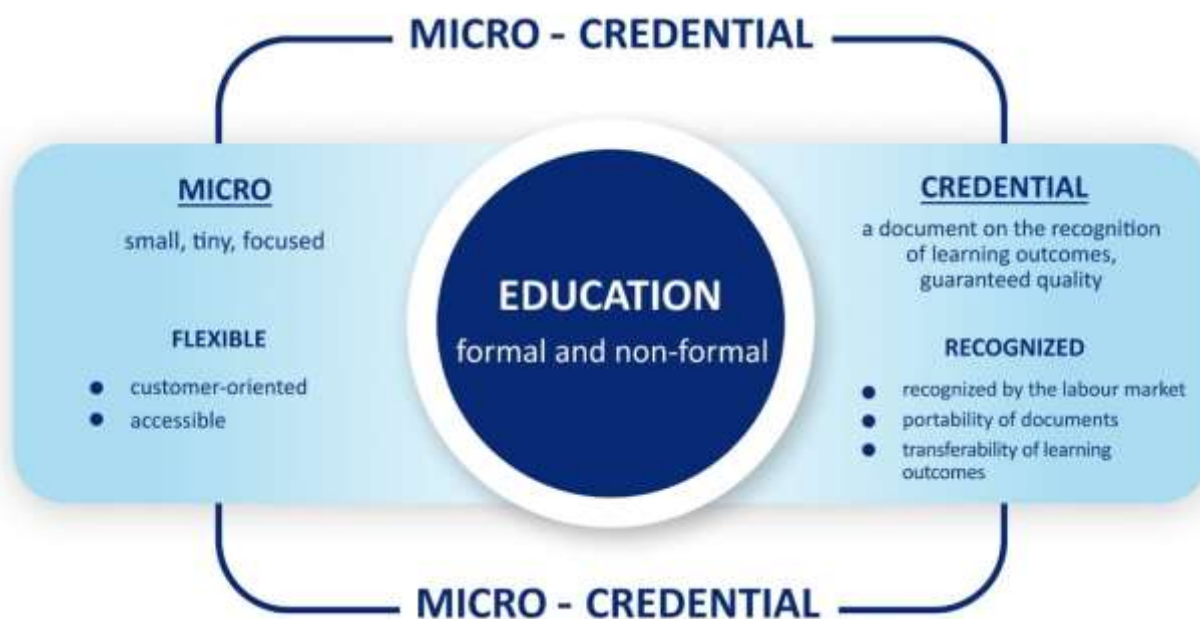 MICRO - CREDENTIAL
MICRO
small, tiny, focused
FLEXIBLE
● customer-oriented
● accessible
EDUCATION
formal and non-formal
CREDENTIAL
a document on the recognition
of learning outcomes,
guaranteed quality
RECOGNIZED
● recognized by the labour market
● portability of documents
● transferability of learning
outcomes
MICRO - CREDENTIAL